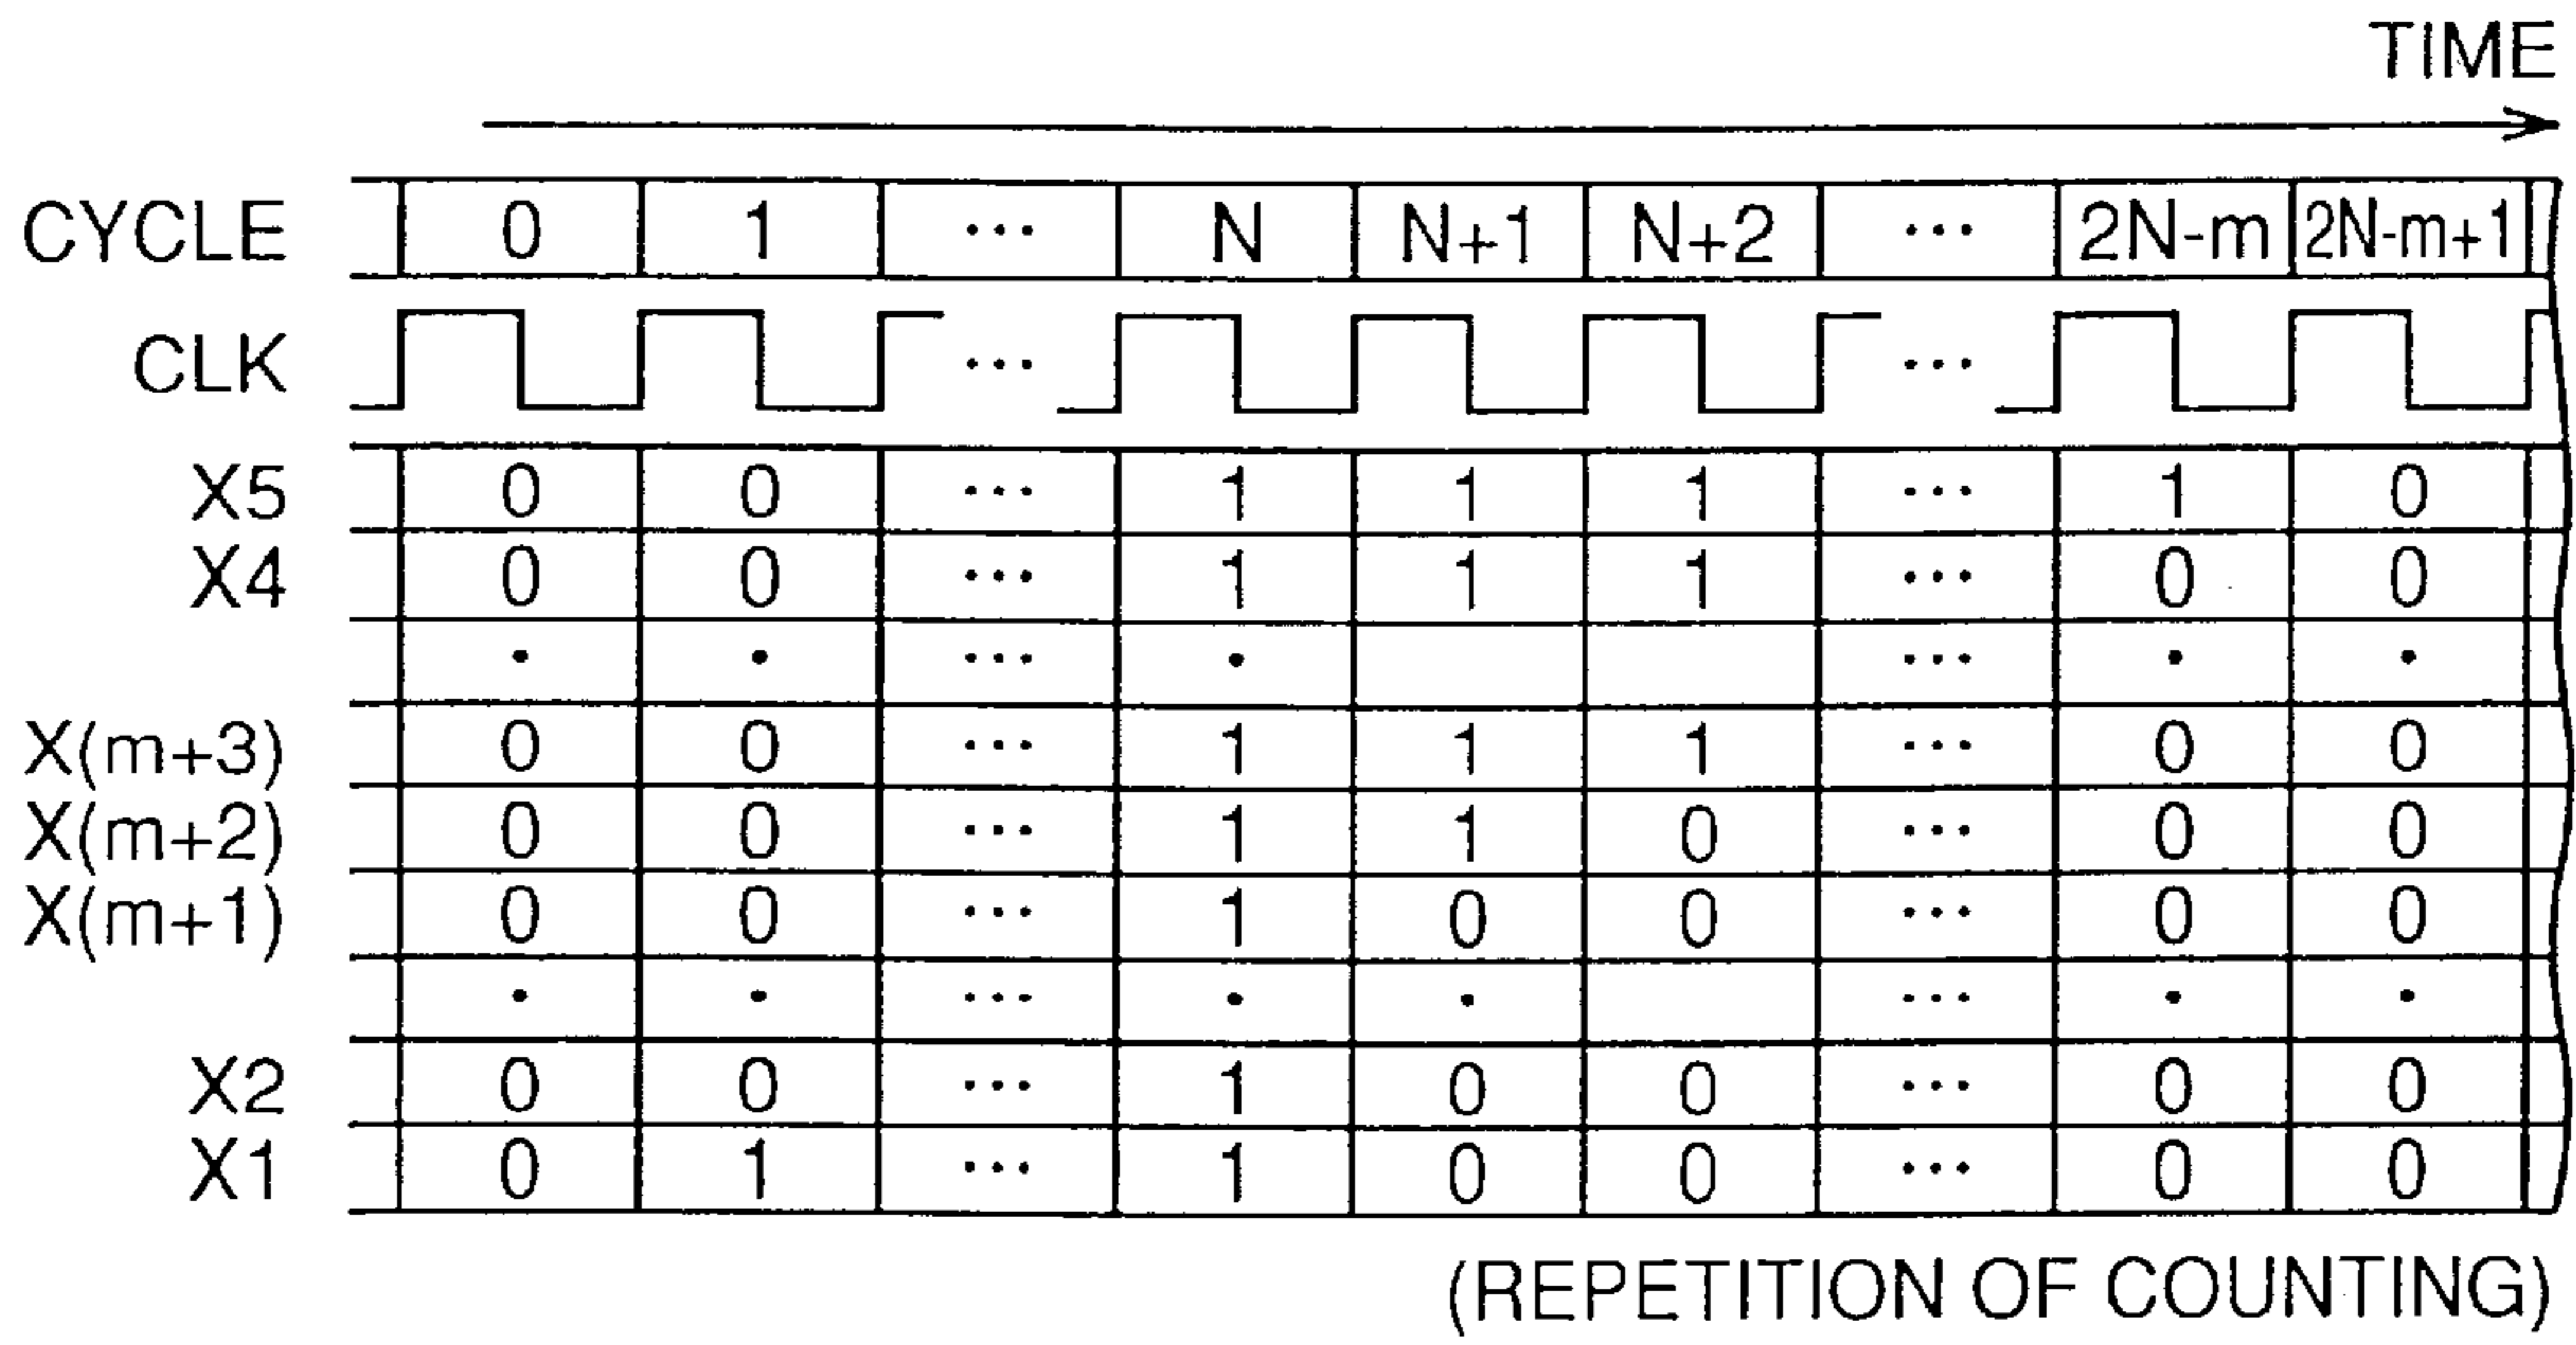 TIME
CYCLE 0 1 ... N N+1 N+2 ... 2N-m 2N-m+1
CLK ... ...
X5 0 0 ... 1 1 1 ... 1 0
X4 0 0 ... 1 1 1 ... 0 0
. . ... . ... . .
X(m+3) 0 0 ... 1 1 1 ... 0 0
X(m+2) 0 0 ... 1 1 0 ... 0 0
X(m+1) 0 0 ... 1 0 0 ... 0 0
. . ... . . ... . .
X2 0 0 ... 1 0 0 ... 0 0
X1 0 1 ... 1 0 0 ... 0 0
(REPETITION OF COUNTING)